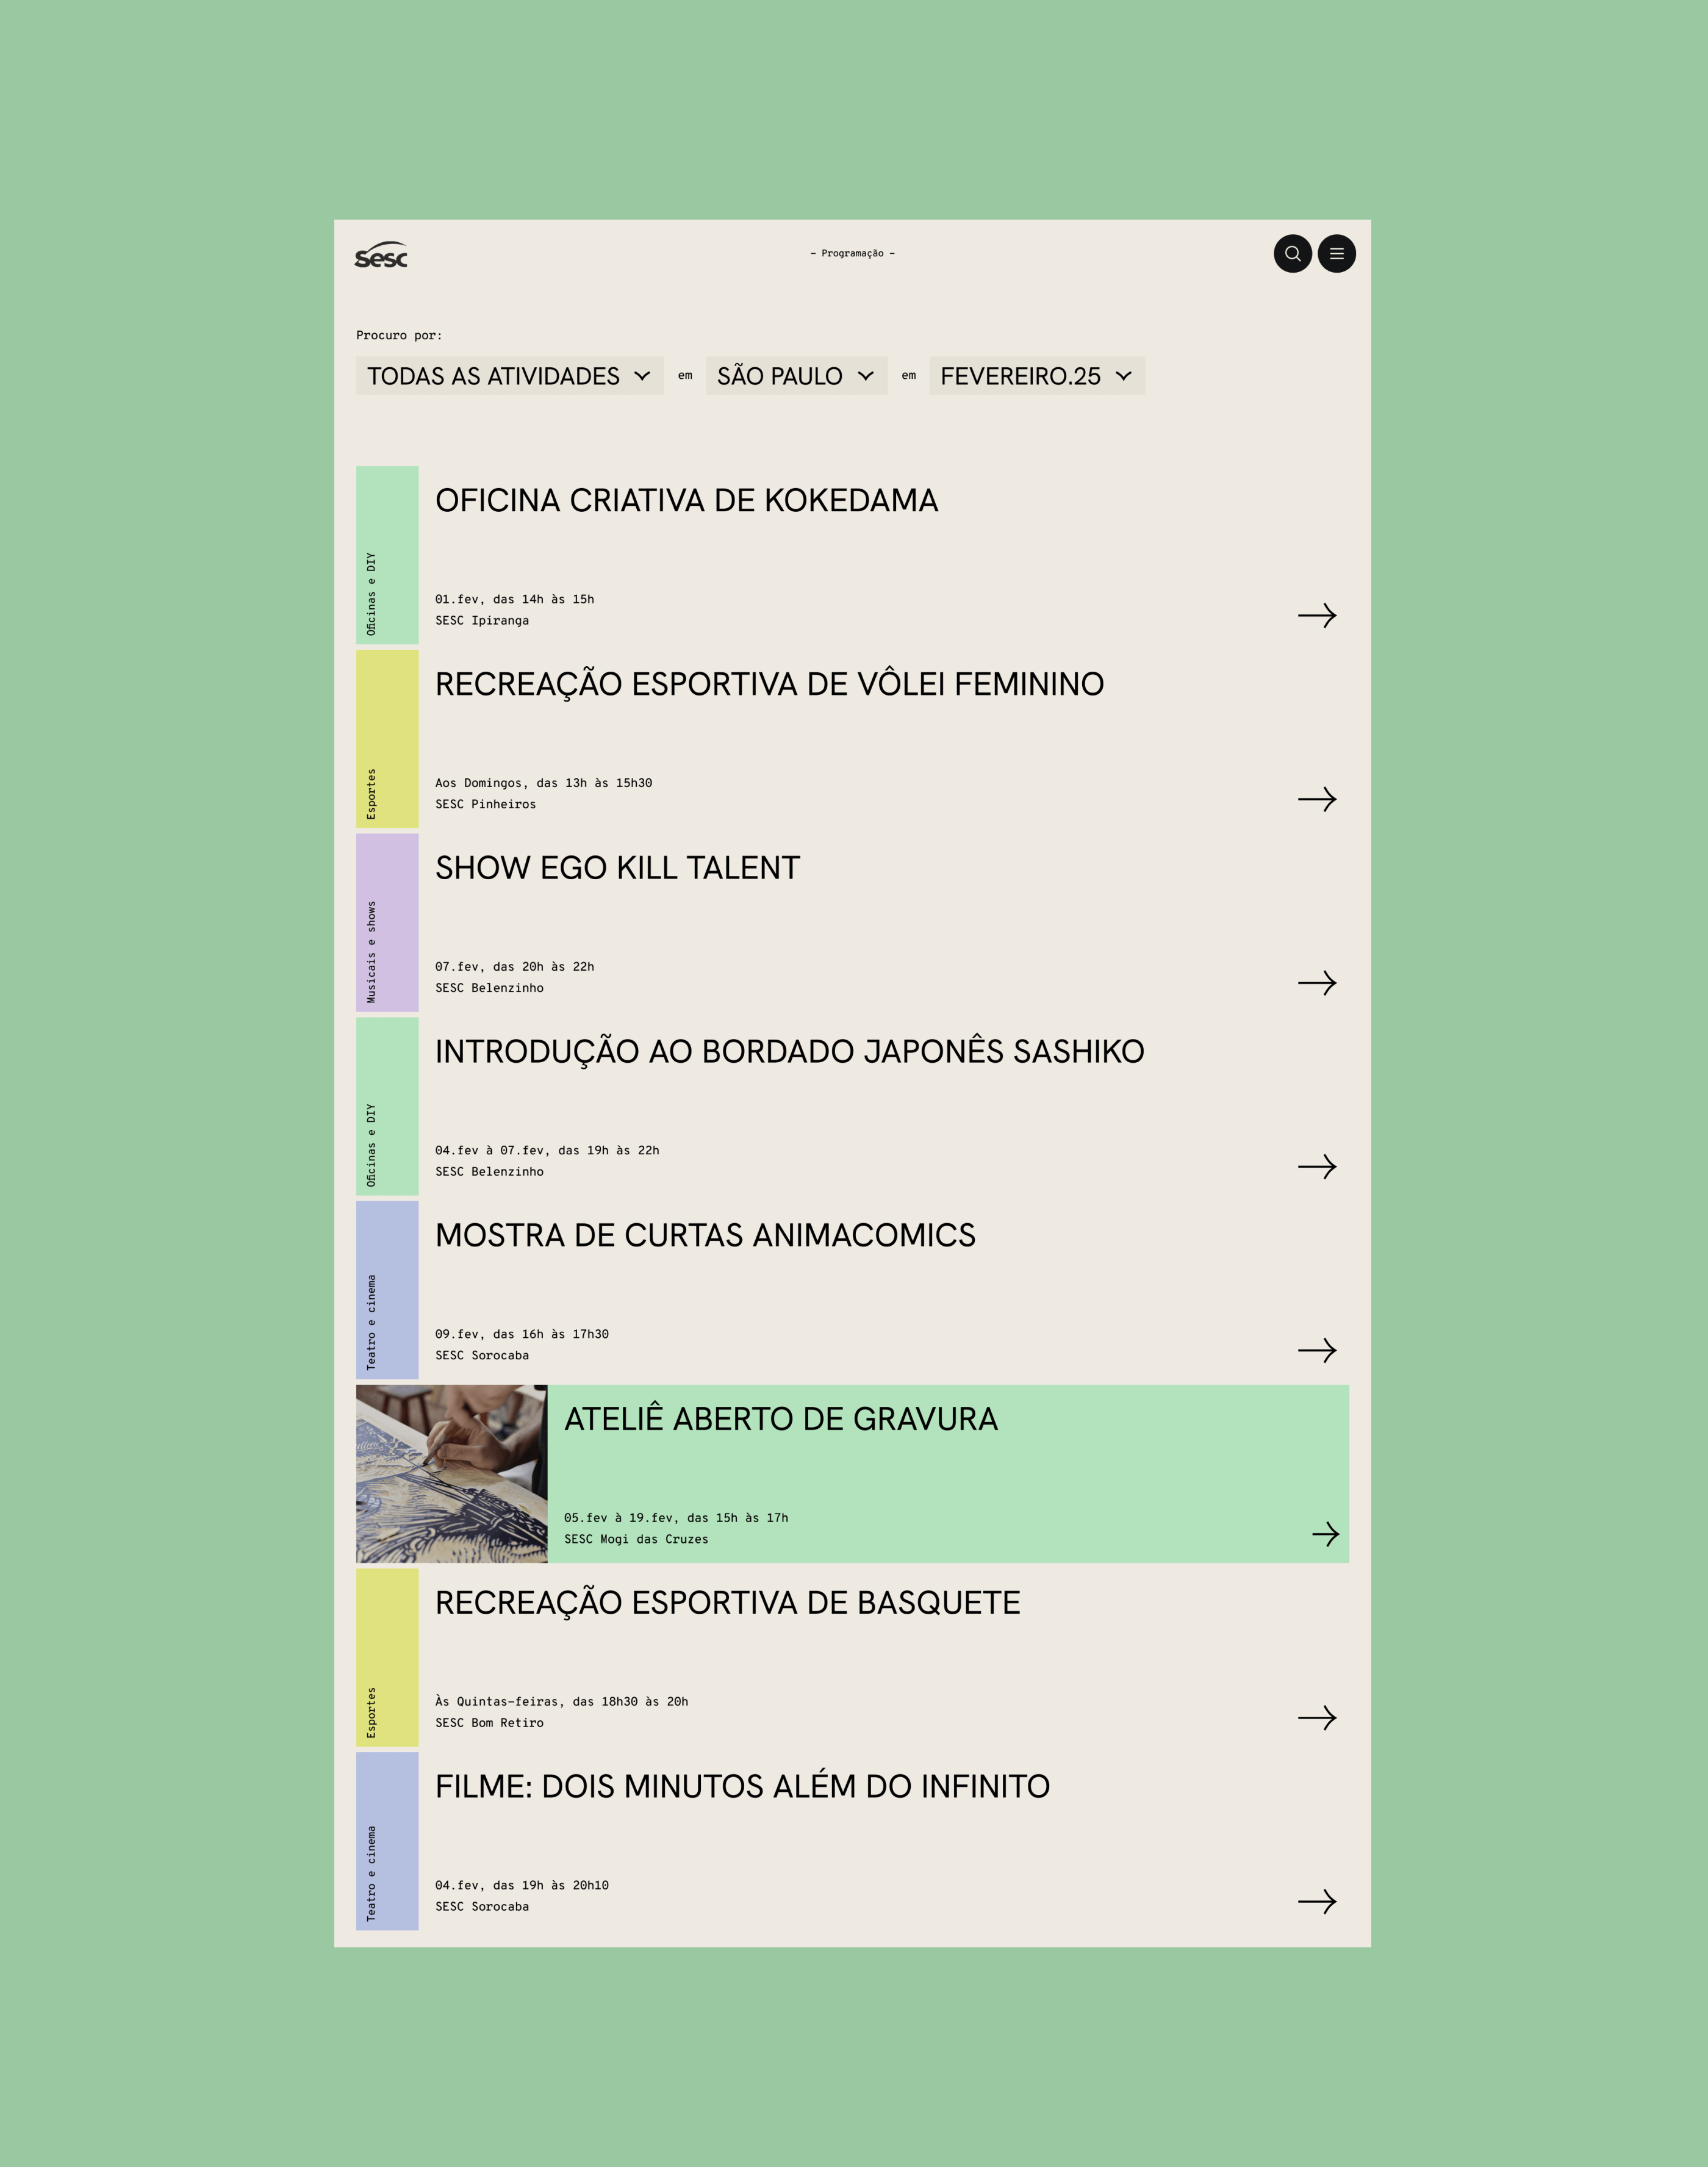 Sesc
– Programação –
Procuro por:
TODAS AS ATIVIDADES em SÃO PAULO em FEVEREIRO.25
OFICINA CRIATIVA DE KOKEDAMA
Oficinas e DIY
01.fev, das 14h às 15h
SESC Ipiranga
RECREAÇÃO ESPORTIVA DE VÔLEI FEMININO
Esportes
Aos Domingos, das 13h às 15h30
SESC Pinheiros
SHOW EGO KILL TALENT
Musicais e shows
07.fev, das 20h às 22h
SESC Belenzinho
INTRODUÇÃO AO BORDADO JAPONÊS SASHIKO
Oficinas e DIY
04.fev à 07.fev, das 19h às 22h
SESC Belenzinho
MOSTRA DE CURTAS ANIMACOMICS
Teatro e cinema
09.fev, das 16h às 17h30
SESC Sorocaba
ATELIÊ ABERTO DE GRAVURA
05.fev à 19.fev, das 15h às 17h
SESC Mogi das Cruzes
RECREAÇÃO ESPORTIVA DE BASQUETE
Esportes
Às Quintas-feiras, das 18h30 às 20h
SESC Bom Retiro
FILME: DOIS MINUTOS ALÉM DO INFINITO
Teatro e cinema
04.fev, das 19h às 20h10
SESC Sorocaba